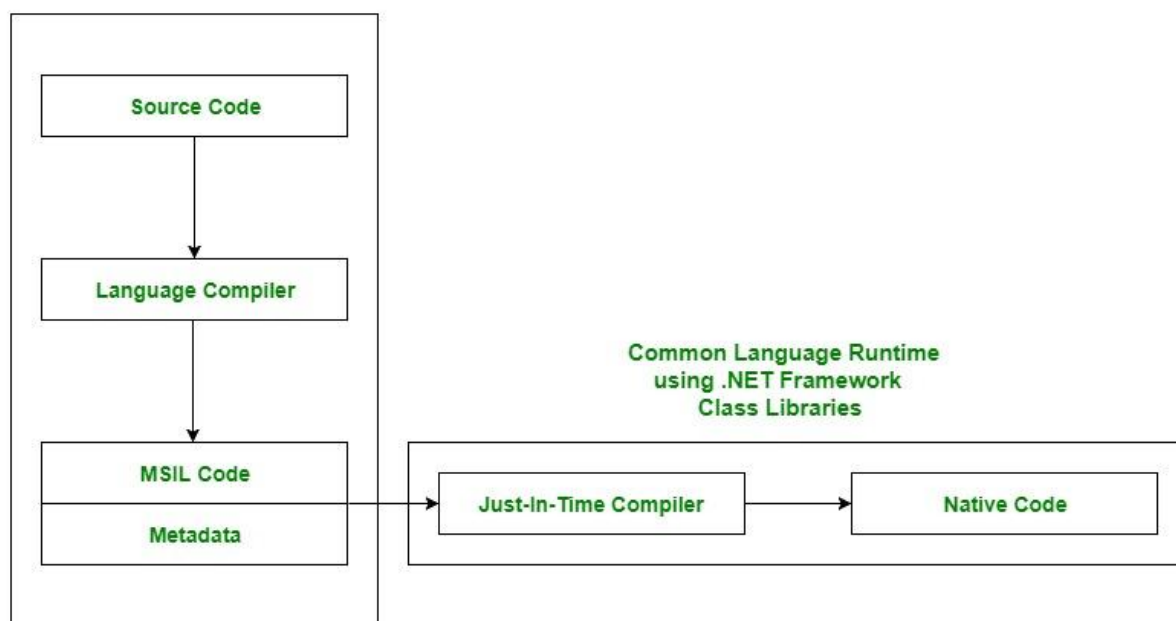 Source Code
Language Compiler
Common Language Runtime
using .NET Framework
Class Libraries
MSIL Code
Metadata
Just-In-Time Compiler
Native Code